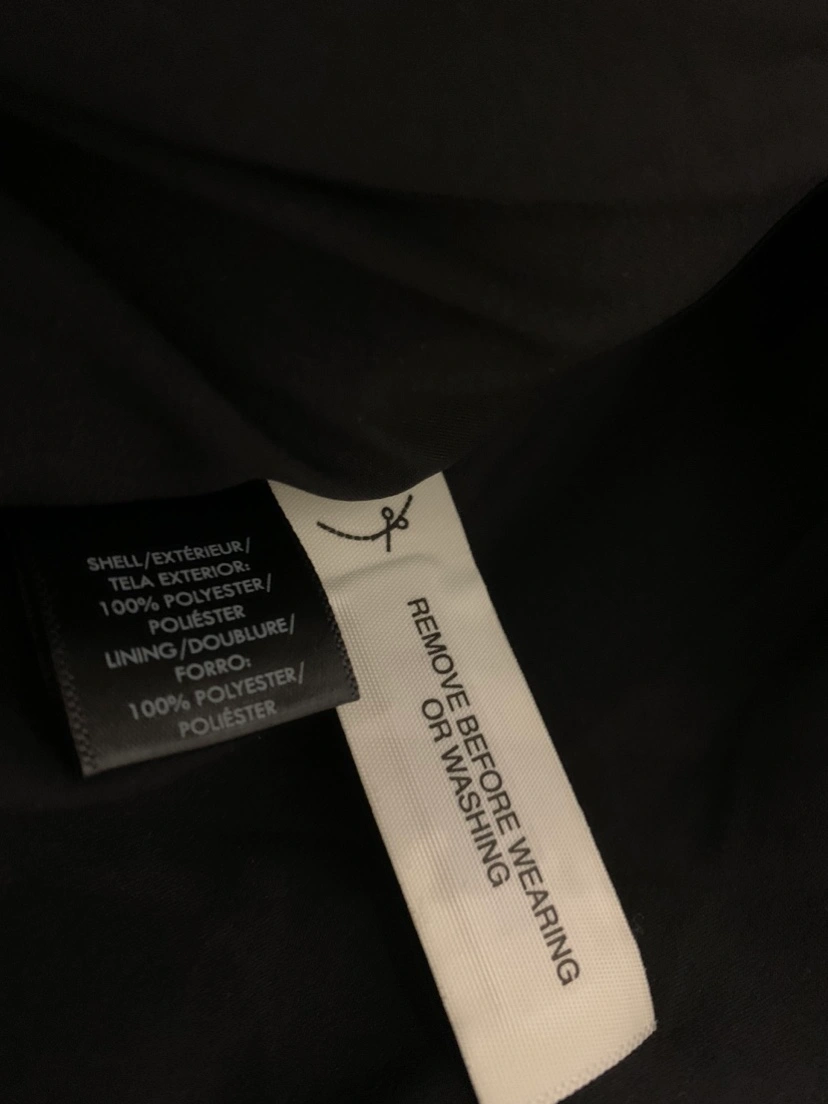 SHELL/EXTÉRIEUR/
TELA EXTERIOR:
100% POLYESTER/
POLIÉSTER
LINING/DOUBLURE/
FORRO:
100% POLYESTER/
POLIÉSTER
REMOVE BEFORE WEARING
OR WASHING